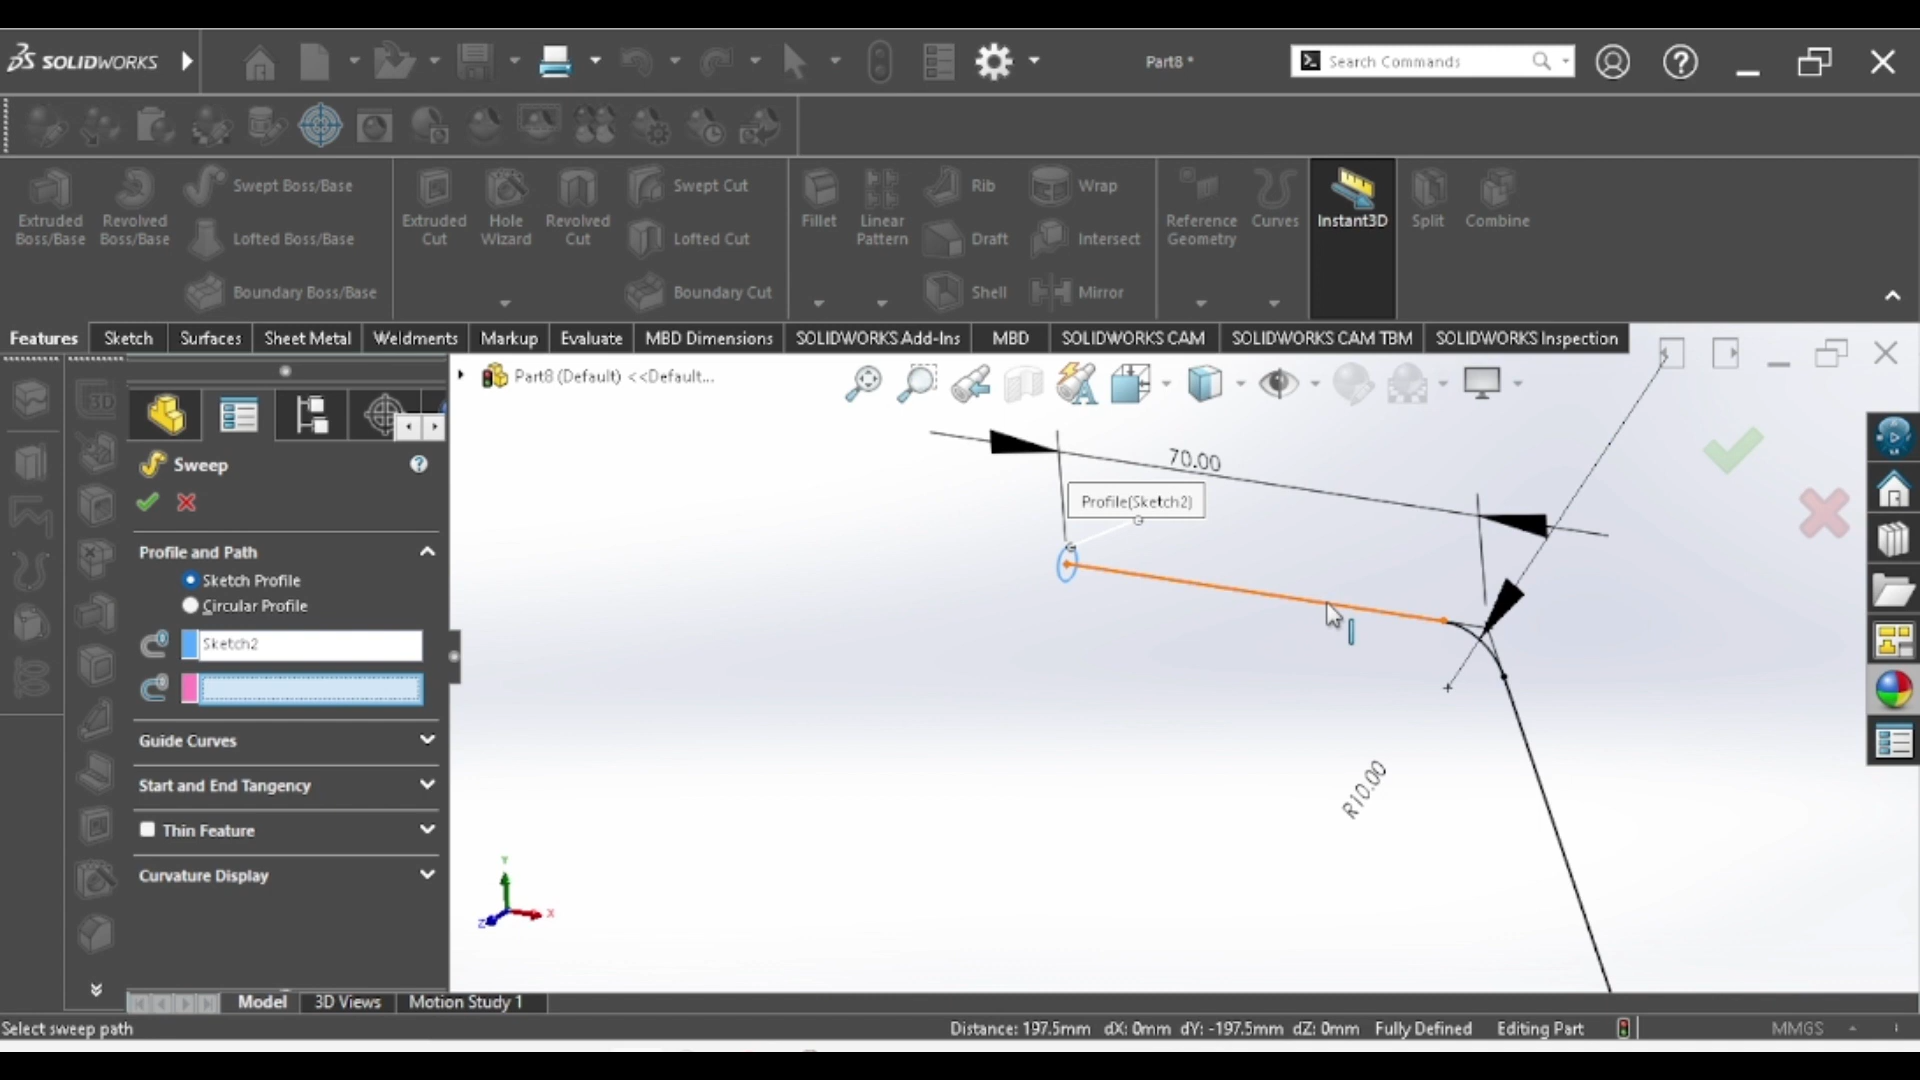 SOLIDWORKS
Part8 *
Search Commands
Extruded Boss/Base
Revolved Boss/Base
Swept Boss/Base
Lofted Boss/Base
Boundary Boss/Base
Extruded Cut
Hole Wizard
Revolved Cut
Swept Cut
Lofted Cut
Boundary Cut
Fillet
Linear Pattern
Rib
Draft
Shell
Wrap
Intersect
Mirror
Reference Geometry
Curves
Instant3D
Split
Combine
Features
Sketch
Surfaces
Sheet Metal
Weldments
Markup
Evaluate
MBD Dimensions
SOLIDWORKS Add-Ins
MBD
SOLIDWORKS CAM
SOLIDWORKS CAM TBM
SOLIDWORKS Inspection
Part8 (Default) <<Default...
Sweep
Profile and Path
Sketch Profile
Circular Profile
Sketch2
Guide Curves
Start and End Tangency
Thin Feature
Curvature Display
3D
70.00
Profile(Sketch2)
R10.00
Y
X
Z
Model
3D Views
Motion Study 1
Select sweep path
Distance: 197.5mm dX: 0mm dY: -197.5mm dZ: 0mm
Fully Defined
Editing Part
MMGS